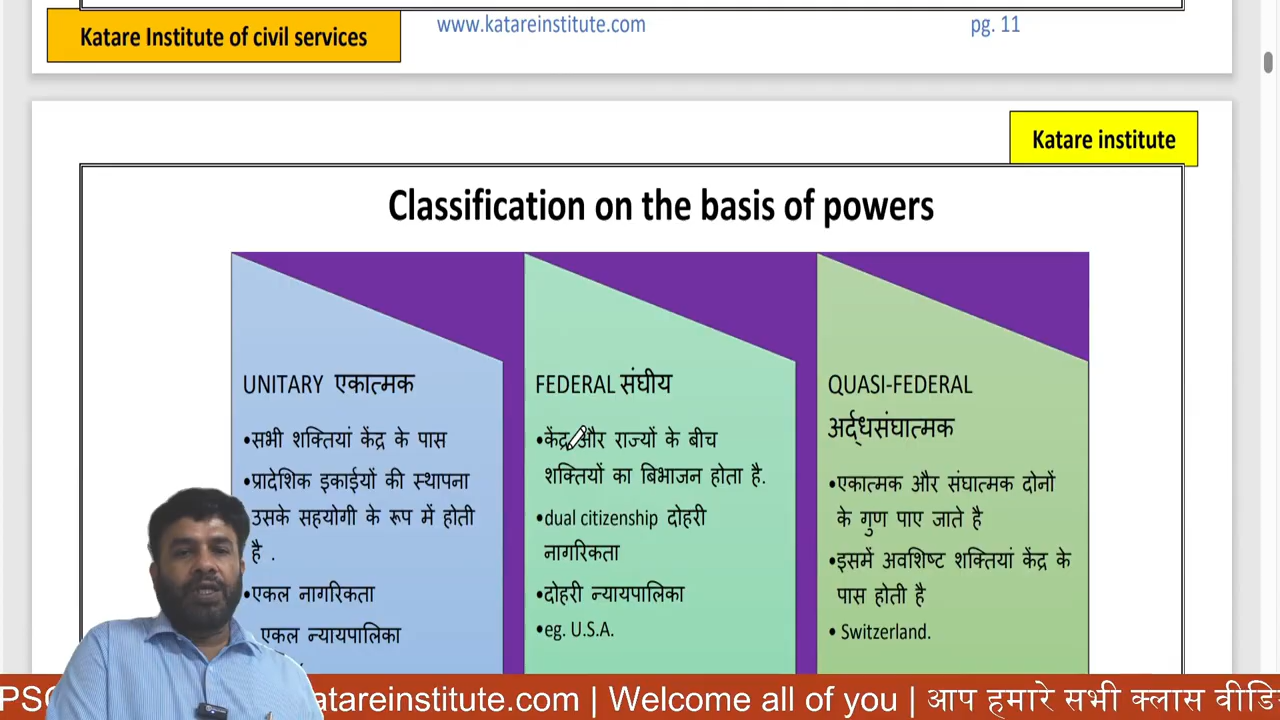 Katare Institute of civil services
www.katareinstitute.com
pg. 11
Katare institute
Classification on the basis of powers
UNITARY एकात्मक
•सभी शक्तियां केंद्र के पास
•प्रादेशिक इकाईयों की स्थापना
उसके सहयोगी के रूप में होती
है .
•एकल नागरिकता
एकल न्यायपालिका
FEDERAL संघीय
•केंद्र और राज्यों के बीच
शक्तियों का बिभाजन होता है.
•dual citizenship दोहरी
नागरिकता
•दोहरी न्यायपालिका
•eg. U.S.A.
QUASI-FEDERAL
अर्द्धसंघात्मक
•एकात्मक और संघात्मक दोनों
के गुण पाए जाते है
•इसमें अवशिष्ट शक्तियां केंद्र के
पास होती है
• Switzerland.
PSC katareinstitute.com | Welcome all of you | आप हमारे सभी क्लास वीडि